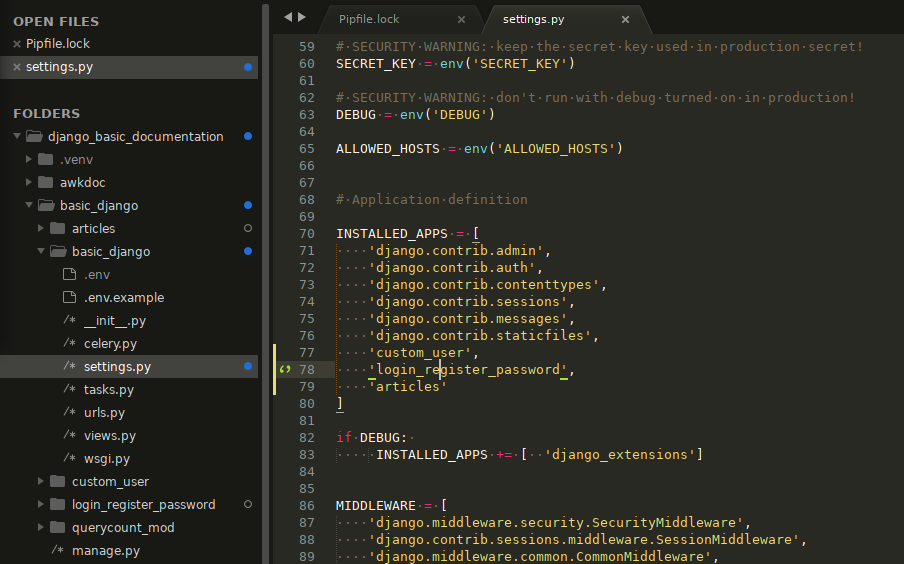 OPEN FILES
Pipfile.lock
settings.py
FOLDERS
django_basic_documentation
.venv
awkdoc
basic_django
articles
basic_django
.env
.env.example
/* __init__.py
/* celery.py
/* settings.py
/* tasks.py
/* urls.py
/* views.py
/* wsgi.py
custom_user
login_register_password
querycount_mod
/* manage.py
Pipfile.lock
settings.py
59 # SECURITY WARNING: keep the secret key used in production secret!
60 SECRET_KEY = env('SECRET_KEY')
61
62 # SECURITY WARNING: don't run with debug turned on in production!
63 DEBUG = env('DEBUG')
64
65 ALLOWED_HOSTS = env('ALLOWED_HOSTS')
66
67
68 # Application definition
69
70 INSTALLED_APPS = [
71     'django.contrib.admin',
72     'django.contrib.auth',
73     'django.contrib.contenttypes',
74     'django.contrib.sessions',
75     'django.contrib.messages',
76     'django.contrib.staticfiles',
77     'custom_user',
78     'login_register_password',
79     'articles'
80 ]
81
82 if DEBUG:
83      INSTALLED_APPS += [  'django_extensions']
84
85
86 MIDDLEWARE = [
87     'django.middleware.security.SecurityMiddleware',
88     'django.contrib.sessions.middleware.SessionMiddleware',
89     'django.middleware.common.CommonMiddleware',